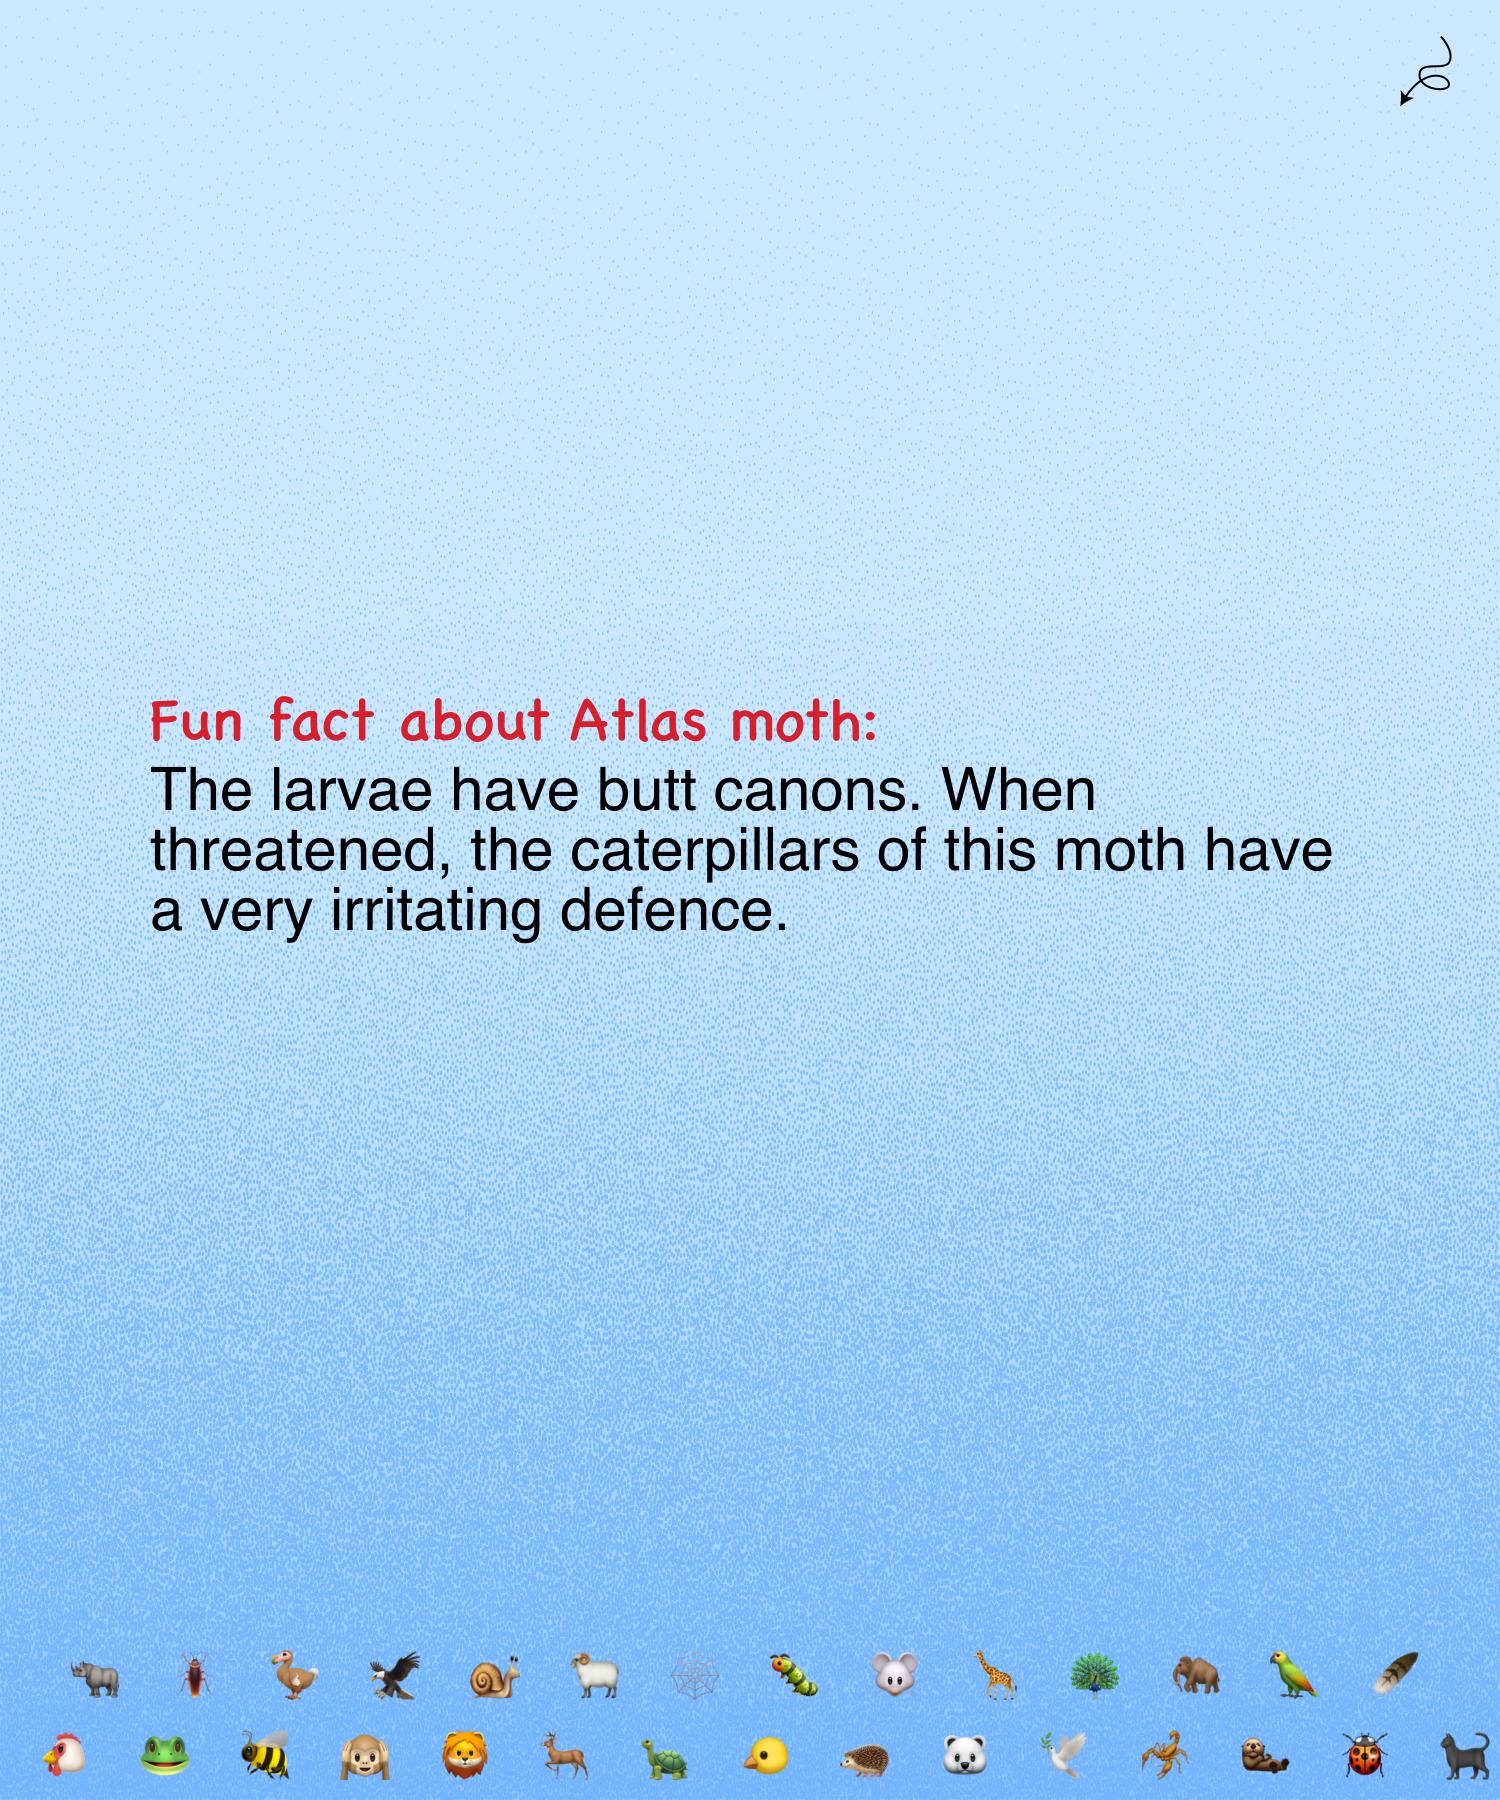 Fun fact about Atlas moth:
The larvae have butt canons. When
threatened, the caterpillars of this moth have
a very irritating defence.